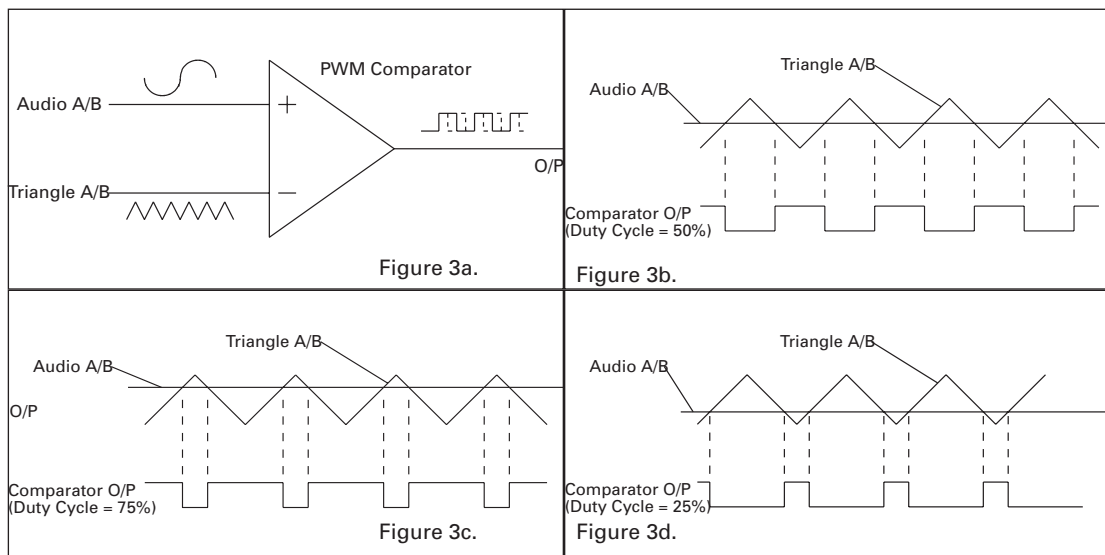 PWM Comparator
Audio A/B
+
O/P
−
Triangle A/B
Figure 3a.
Triangle A/B
Audio A/B
Comparator O/P
(Duty Cycle = 50%)
Figure 3b.
Triangle A/B
Audio A/B
O/P
Comparator O/P
(Duty Cycle = 75%)
Figure 3c.
Triangle A/B
Audio A/B
Comparator O/P
(Duty Cycle = 25%)
Figure 3d.